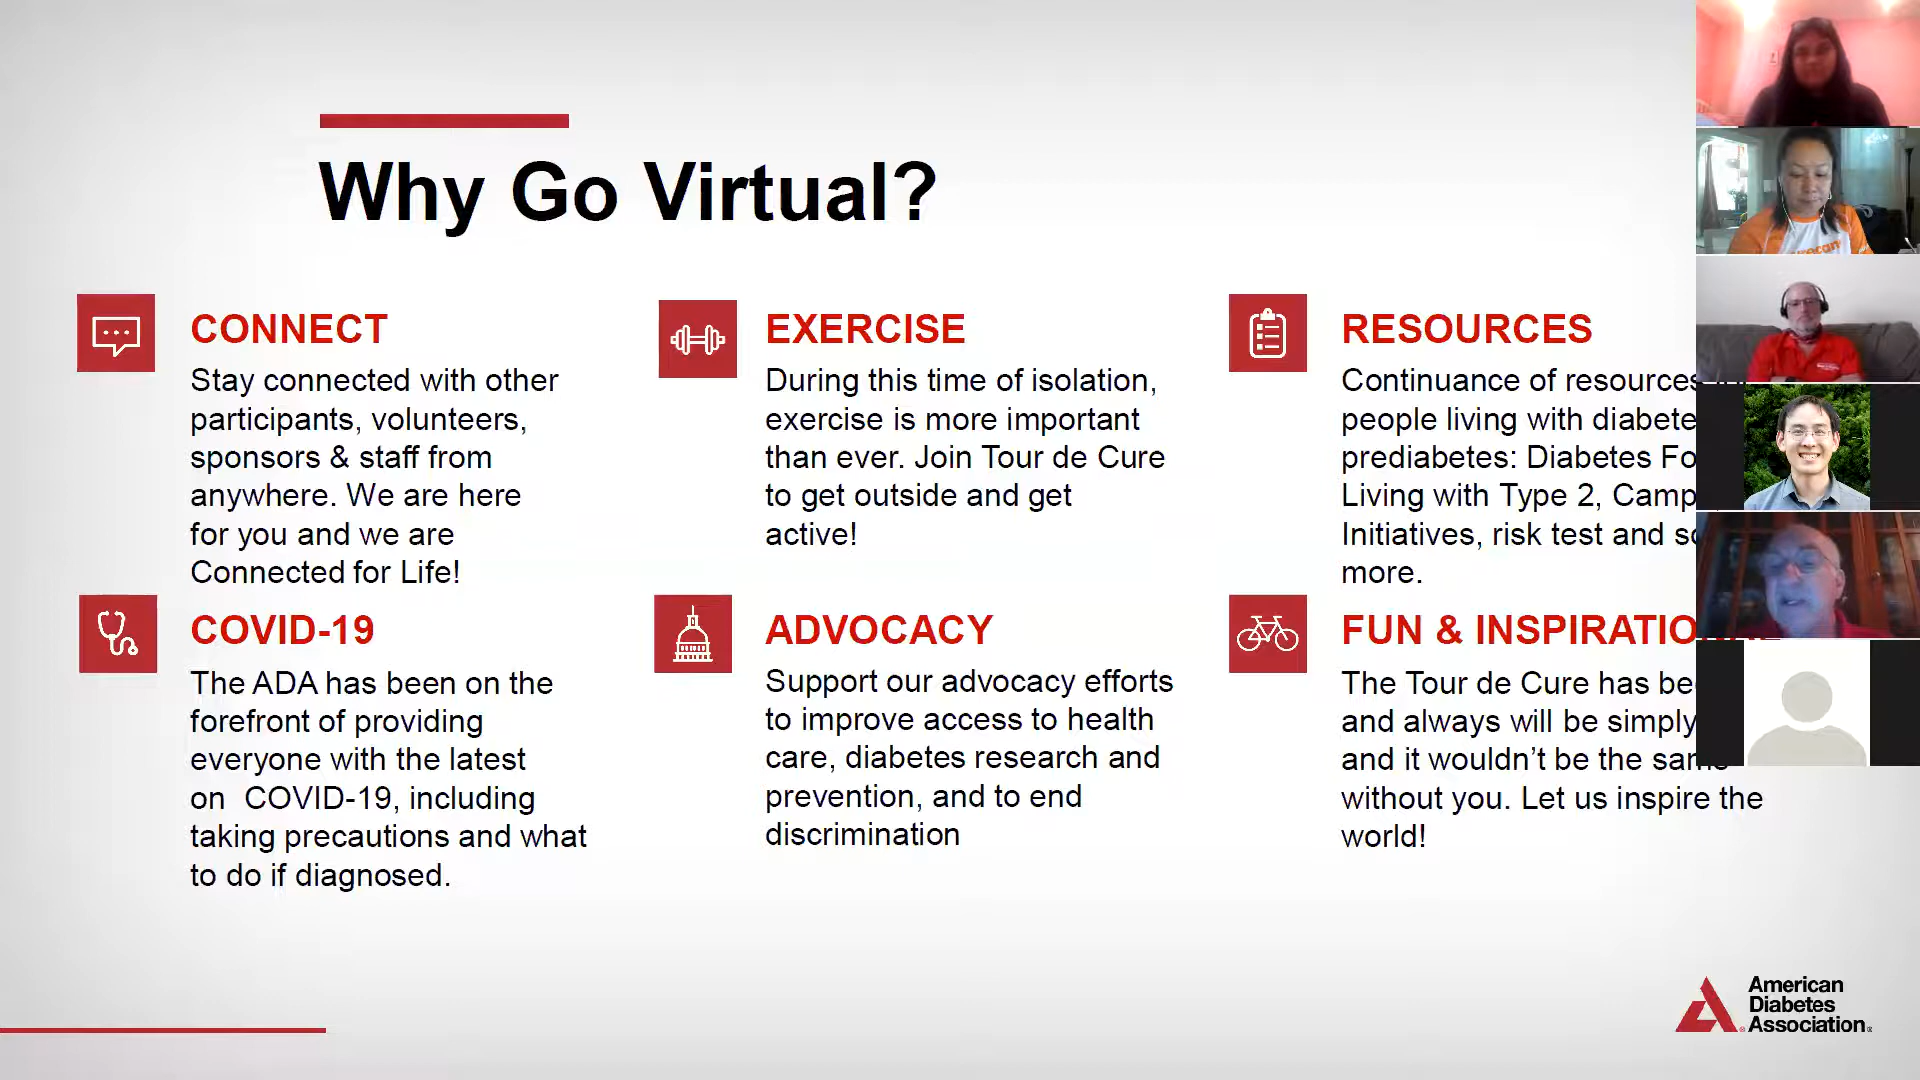 Why Go Virtual?
CONNECT
Stay connected with other
participants, volunteers,
sponsors & staff from
anywhere. We are here
for you and we are
Connected for Life!
EXERCISE
During this time of isolation,
exercise is more important
than ever. Join Tour de Cure
to get outside and get
active!
RESOURCES
Continuance of resources
people living with
prediabetes: Diabetes
Living with Type 2, Camp
Initiatives, risk test and
more.
COVID-19
The ADA has been on the
forefront of providing
everyone with the latest
on  COVID-19, including
taking precautions and what
to do if diagnosed.
ADVOCACY
Support our advocacy efforts
to improve access to health
care, diabetes research and
prevention, and to end
discrimination
FUN &
The Tour de Cure has
and always will be simply
and it wouldn’t be the same
without you. Let us inspire the
world!
American
Diabetes
Association